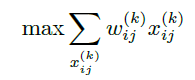 max ∑ w_{ij}^{(k)} x_{ij}^{(k)}
x_{ij}^{(k)}